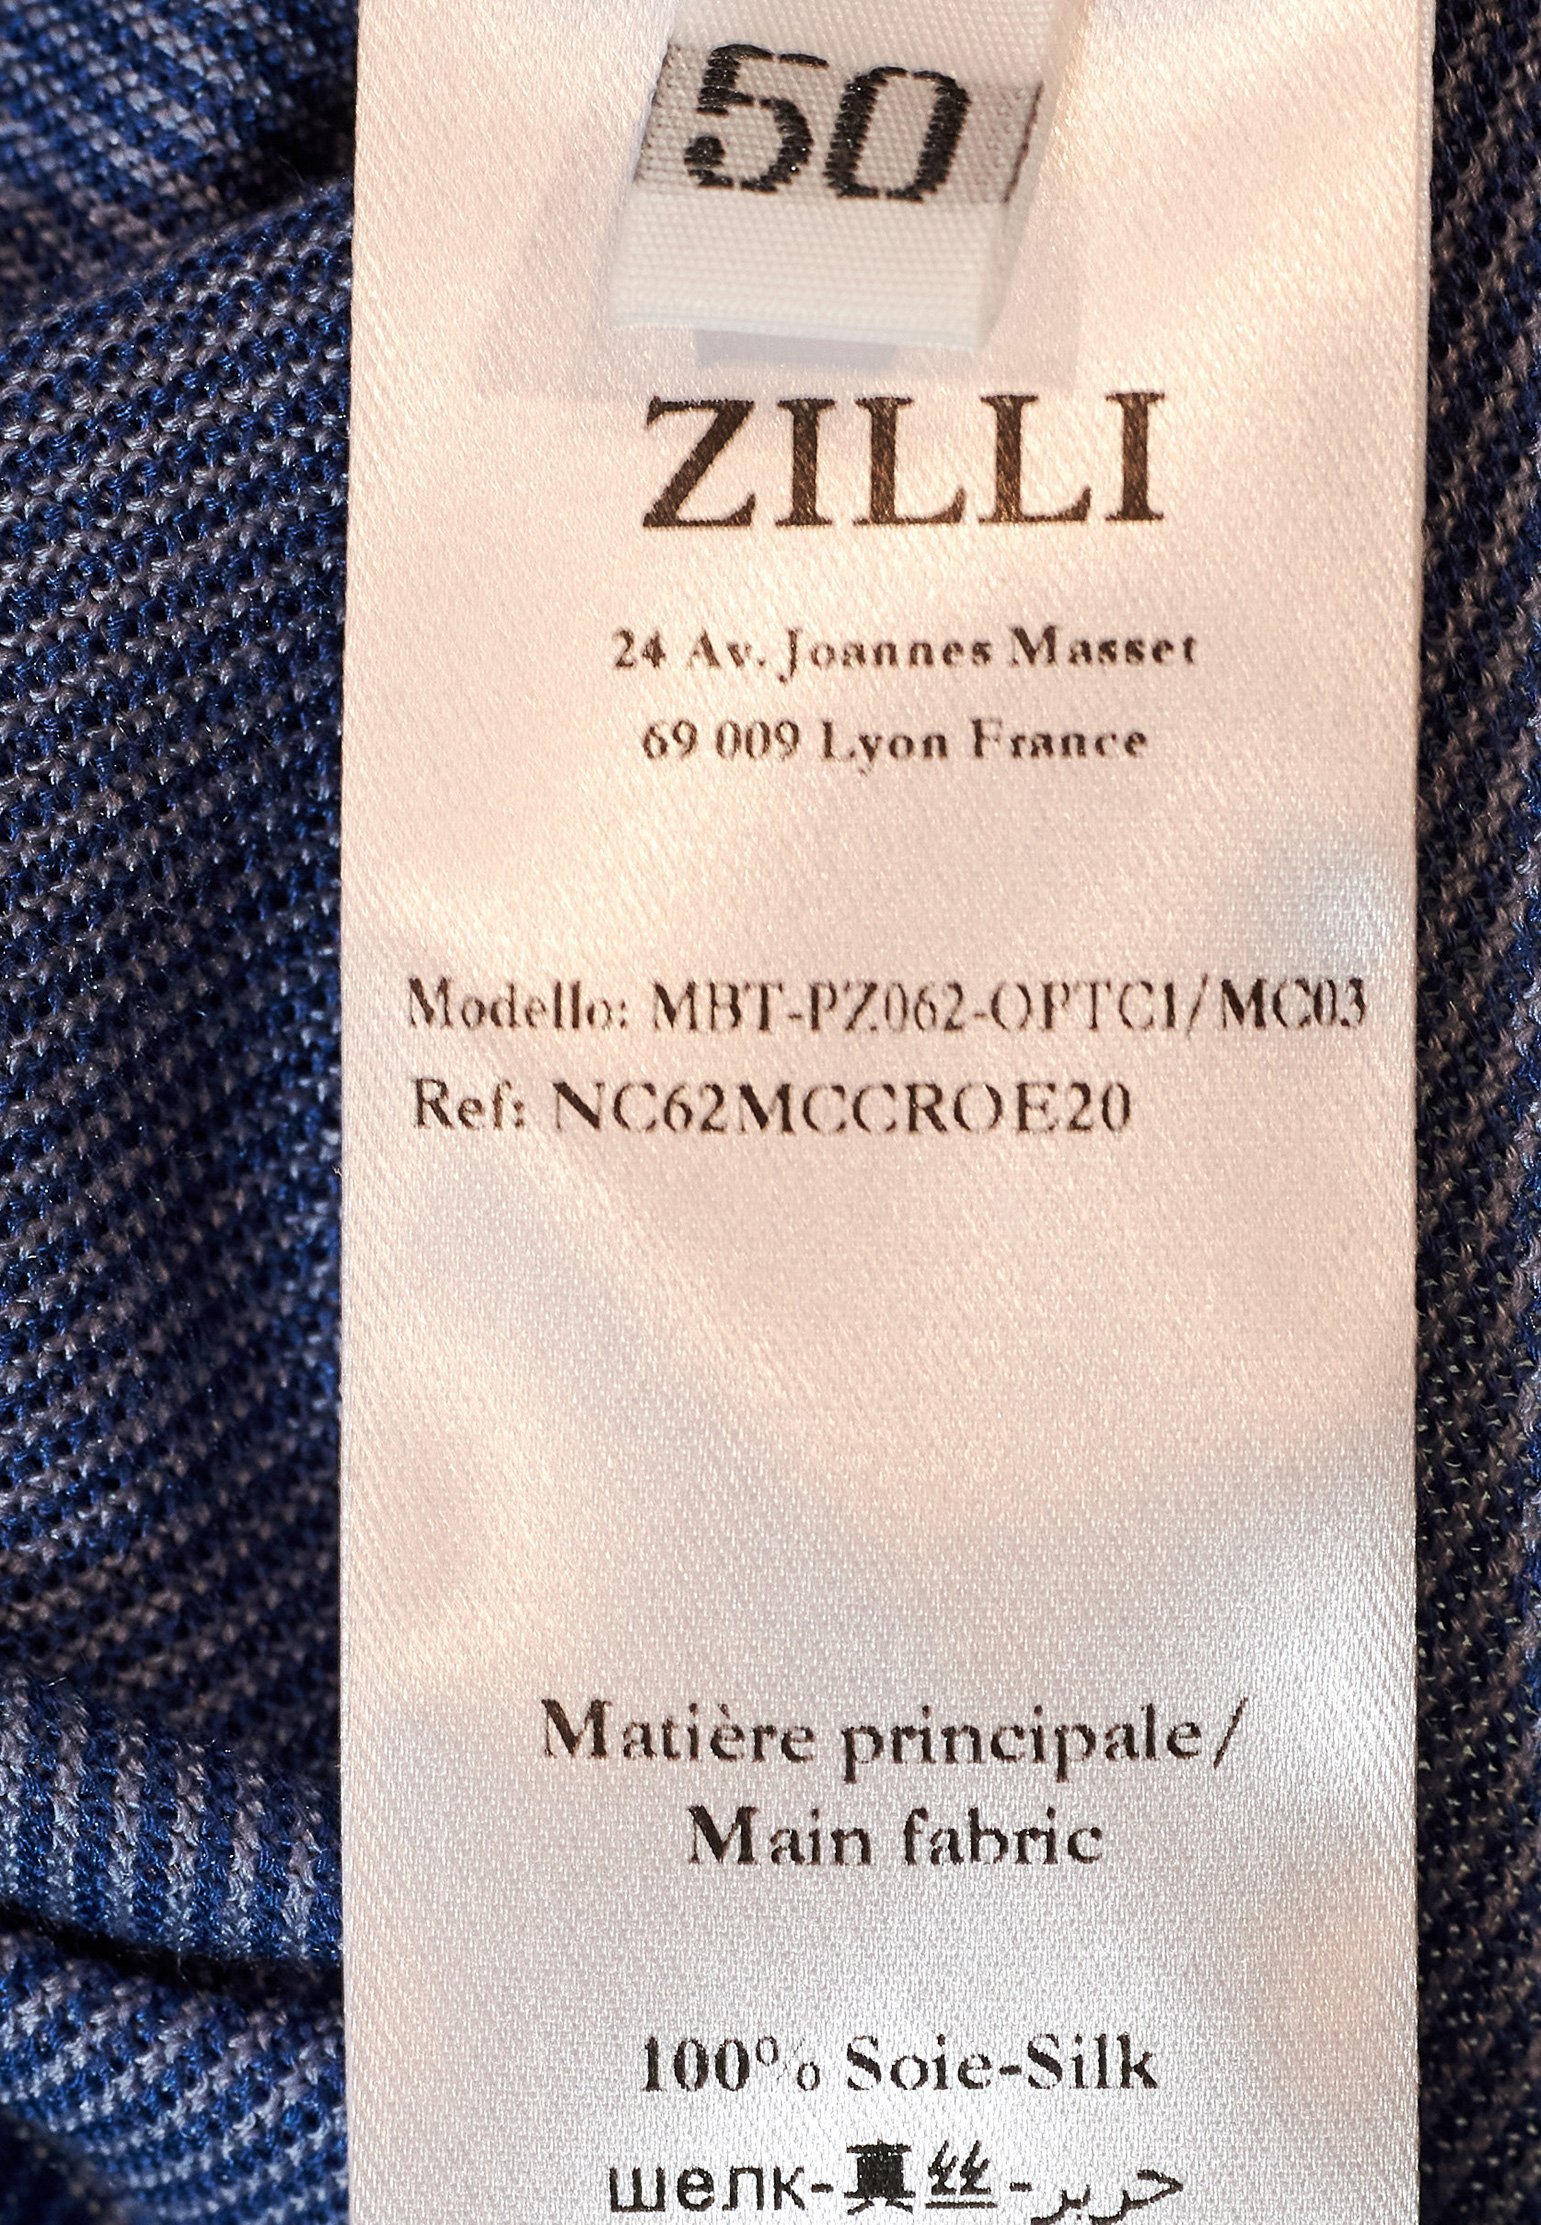 50
ZILLI
24 Av. Joannes Masset
69 009 Lyon France
Modello: MBT-PZ062-OPTC1/MC03
Ref: NC62MCCROE20
Matière principale/
Main fabric
100% Soie-Silk
шелк-真丝-حرير